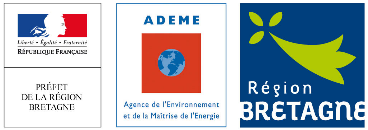 Liberté • Égalité • Fraternité
RÉPUBLIQUE FRANÇAISE
PRÉFET
DE LA RÉGION
BRETAGNE
ADEME
Agence de l'Environnement
et de la Maîtrise de l'Energie
Région
BRETAGNE